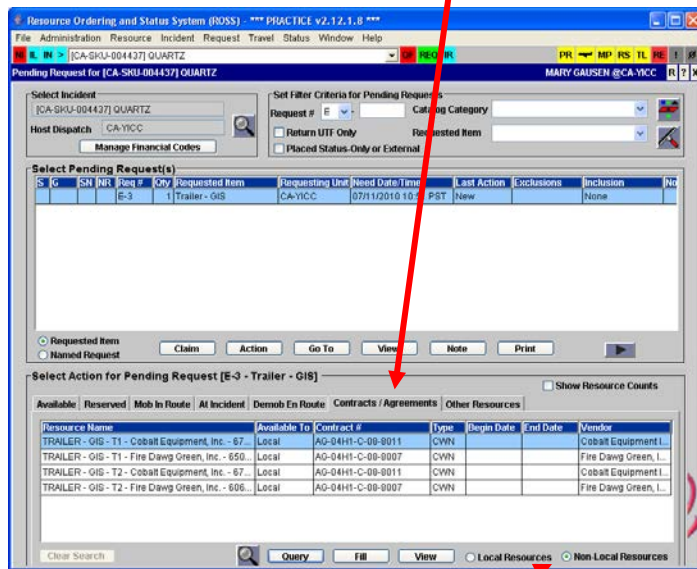 Resource Ordering and Status System (ROSS) - *** PRACTICE v2.12.1.8 ***
File Administration Resource Incident Request Travel Status Window Help
NI IL IN > [CA-SKU-004437] QUARTZ OF REQ IR PR MP RS TL RE !
Pending Request for [CA-SKU-004437] QUARTZ MARY GAUSEN @CA-YICC R ? X
Select Incident Set Filter Criteria for Pending Requests
[CA-SKU-004437] QUARTZ Request # E - Catalog Category
Host Dispatch CA-YICC Return UTF Only Requested Item
Manage Financial Codes Placed Status-Only or External
Select Pending Request(s)
S G SN NR Req # Qty Requested Item Requesting Unit Need Date/Time Last Action Exclusions Inclusion No
E-3 1 Trailer - GIS CA-YICC 07/11/2010 10:5 PST New None
Requested Item
Named Request Claim Action Go To View Note Print
Select Action for Pending Request [E-3 - Trailer - GIS]
Show Resource Counts
Available Reserved Mob In Route At Incident Demob En Route Contracts / Agreements Other Resources
Resource Name Available To Contract # Type Begin Date End Date Vendor
TRAILER - GIS - T1 - Cobalt Equipment, Inc. - 67... Local AG-04H1-C-08-8011 CWN Cobalt Equipment I...
TRAILER - GIS - T1 - Fire Dawg Green, Inc. - 650... Local AG-04H1-C-08-8007 CWN Fire Dawg Green, I...
TRAILER - GIS - T2 - Cobalt Equipment, Inc. - 67... Local AG-04H1-C-08-8011 CWN Cobalt Equipment I...
TRAILER - GIS - T2 - Fire Dawg Green, Inc. - 606... Local AG-04H1-C-08-8007 CWN Fire Dawg Green, I...
Clear Search Query Fill View Local Resources Non-Local Resources